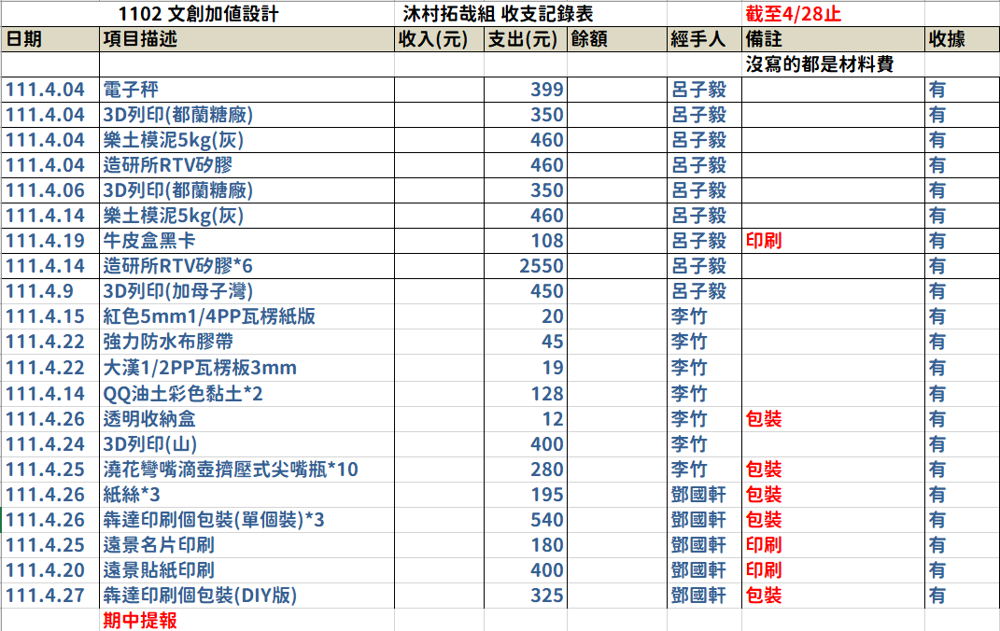 1102 文創加值設計 沐村拓哉組 收支記錄表 截至4/28止
日期 項目描述 收入(元) 支出(元) 餘額 經手人 備註 收據
沒寫的都是材料費
111.4.04 電子秤 399 呂子毅 有
111.4.04 3D列印(都蘭糖廠) 350 呂子毅 有
111.4.04 樂土模泥5kg(灰) 460 呂子毅 有
111.4.04 造研所RTV矽膠 460 呂子毅 有
111.4.06 3D列印(都蘭糖廠) 350 呂子毅 有
111.4.14 樂土模泥5kg(灰) 460 呂子毅 有
111.4.19 牛皮盒黑卡 108 呂子毅 印刷 有
111.4.14 造研所RTV矽膠*6 2550 呂子毅 有
111.4.9 3D列印(加母子灣) 450 呂子毅 有
111.4.15 紅色5mm1/4PP瓦楞紙版 20 李竹 有
111.4.22 強力防水布膠帶 45 李竹 有
111.4.22 大漢1/2PP瓦楞板3mm 19 李竹 有
111.4.14 QQ油土彩色黏土*2 128 李竹 有
111.4.26 透明收納盒 12 李竹 包裝 有
111.4.24 3D列印(山) 400 李竹 有
111.4.25 澆花彎嘴滴壺擠壓式尖嘴瓶*10 280 李竹 包裝 有
111.4.26 紙絲*3 195 鄧國軒 包裝 有
111.4.26 犇達印刷個包裝(單個裝)*3 540 鄧國軒 包裝 有
111.4.25 遠景名片印刷 180 鄧國軒 印刷 有
111.4.20 遠景貼紙印刷 400 鄧國軒 印刷 有
111.4.27 犇達印刷個包裝(DIY版) 325 鄧國軒 包裝 有
期中提報